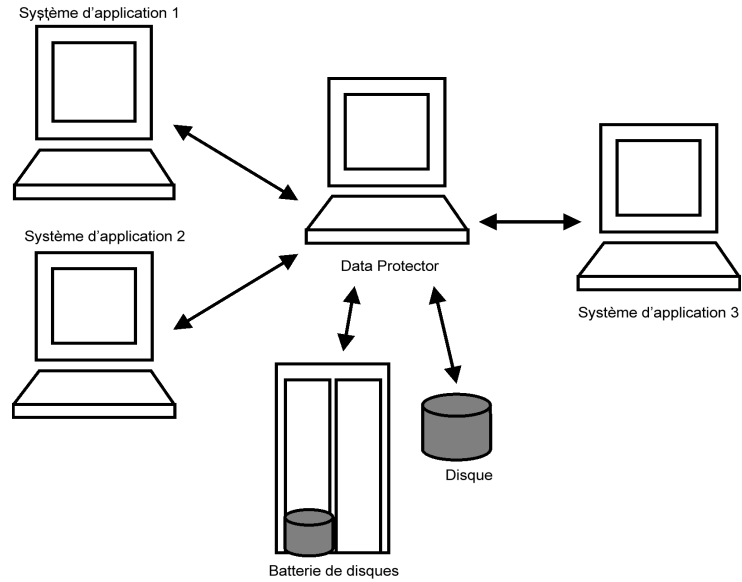 Système d'application 1
Système d'application 2
Data Protector
Système d'application 3
Disque
Batterie de disques